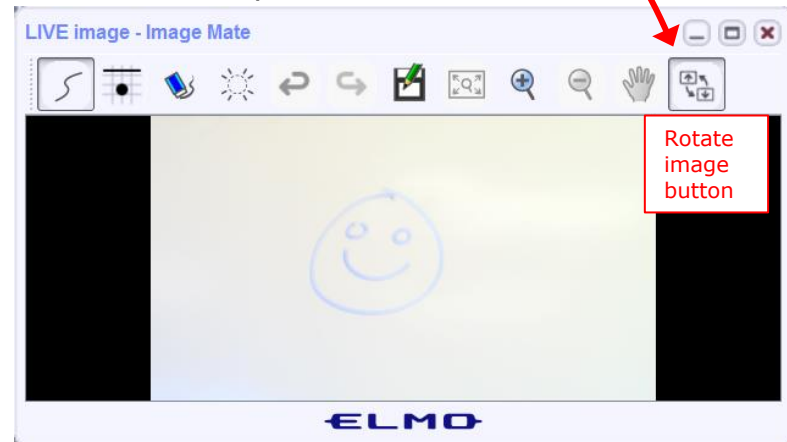 LIVE image - Image Mate
Rotate
image
button
ELMO